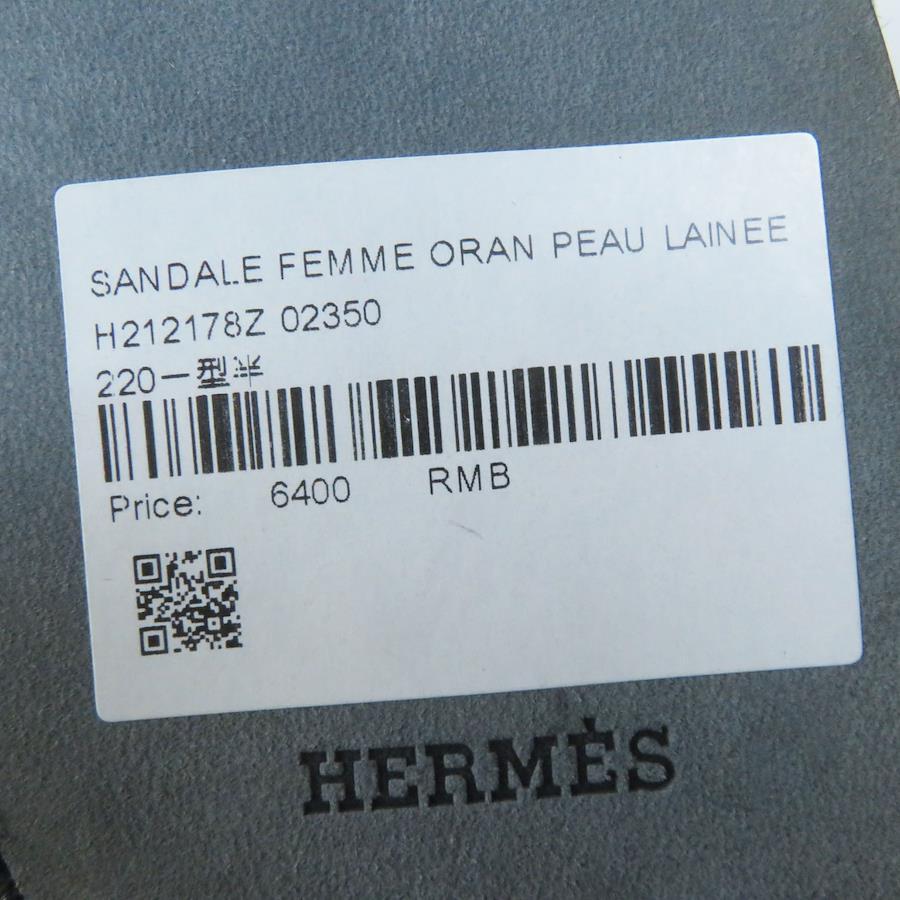 SANDALE FEMME ORAN PEAU LAINEE
H212178Z 02350
220一型半
Price: 6400 RMB
HERMÈS